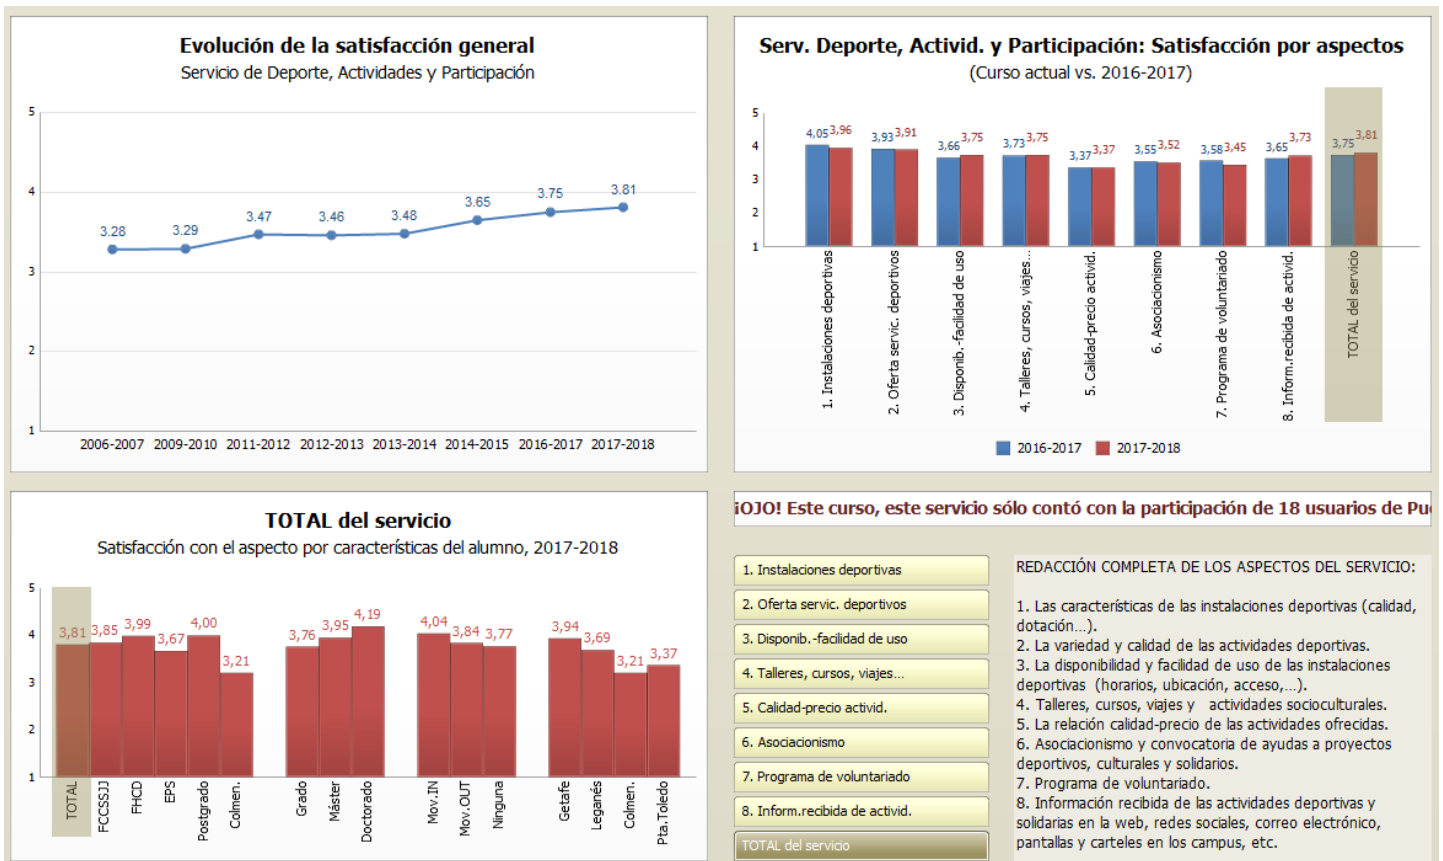 Evolución de la satisfacción general
Servicio de Deporte, Actividades y Participación
5
4
3
2
1
3.28
3.29
3.47
3.46
3.48
3.65
3.75
3.81
2006-2007 2009-2010 2011-2012 2012-2013 2013-2014 2014-2015 2016-2017 2017-2018
Serv. Deporte, Activid. y Participación: Satisfacción por aspectos
(Curso actual vs. 2016-2017)
5
4
3
2
1
4,05 3,96
3,93 3,91
3,66 3,75
3,73 3,75
3,37 3,37
3,55 3,52
3,58 3,45
3,65 3,73
3,75 3,81
1. Instalaciones deportivas
2. Oferta servic. deportivos
3. Disponib.-facilidad de uso
4. Talleres, cursos, viajes...
5. Calidad-precio activid.
6. Asociacionismo
7. Programa de voluntariado
8. Inform.recibida de activid.
TOTAL del servicio
2016-2017 2017-2018
TOTAL del servicio
Satisfacción con el aspecto por características del alumno, 2017-2018
5
4
3
2
1
3,81 3,85 3,99 3,67 4,00 3,21
3,76 3,95 4,19
4,04 3,84 3,77
3,94 3,69 3,21 3,37
TOTAL
FCCSSJJ
FHCD
EPS
Postgrado
Colmen.
Grado
Máster
Doctorado
Mov.IN
Mov.OUT
Ninguna
Getafe
Leganés
Colmen.
Pta.Toledo
¡OJO! Este curso, este servicio sólo contó con la participación de 18 usuarios de
1. Instalaciones deportivas
2. Oferta servic. deportivos
3. Disponib.-facilidad de uso
4. Talleres, cursos, viajes...
5. Calidad-precio activid.
6. Asociacionismo
7. Programa de voluntariado
8. Inform.recibida de activid.
TOTAL del servicio
REDACCIÓN COMPLETA DE LOS ASPECTOS DEL SERVICIO:
1. Las características de las instalaciones deportivas (calidad,
dotación...).
2. La variedad y calidad de las actividades deportivas.
3. La disponibilidad y facilidad de uso de las instalaciones
deportivas (horarios, ubicación, acceso,...).
4. Talleres, cursos, viajes y actividades socioculturales.
5. La relación calidad-precio de las actividades ofrecidas.
6. Asociacionismo y convocatoria de ayudas a proyectos
deportivos, culturales y solidarios.
7. Programa de voluntariado.
8. Información recibida de las actividades deportivas y
solidarias en la web, redes sociales, correo electrónico,
pantallas y carteles en los campus, etc.